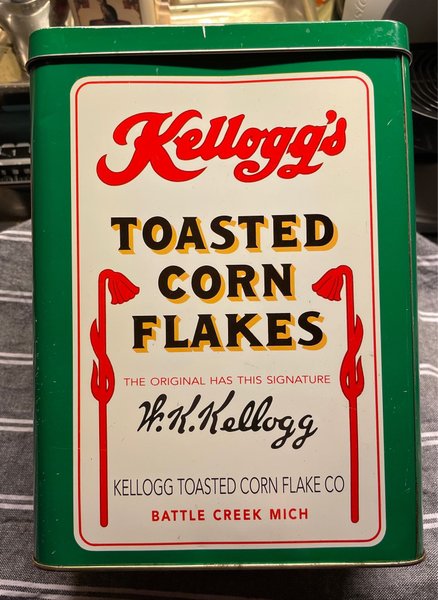 Kellogg's
TOASTED
CORN
FLAKES
THE ORIGINAL HAS THIS SIGNATURE
W.K.Kellogg
KELLOGG TOASTED CORN FLAKE CO
BATTLE CREEK MICH